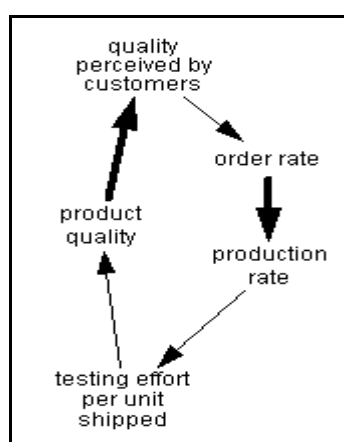 quality
perceived by
customers
order rate
product
quality
production
rate
testing effort
per unit
shipped